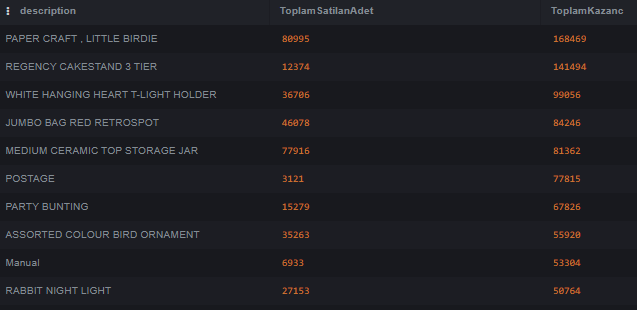 description ToplamSatilanAdet ToplamKazanc
PAPER CRAFT , LITTLE BIRDIE 80995 168469
REGENCY CAKESTAND 3 TIER 12374 141494
WHITE HANGING HEART T-LIGHT HOLDER 36706 99056
JUMBO BAG RED RETROSPOT 46078 84246
MEDIUM CERAMIC TOP STORAGE JAR 77916 81362
POSTAGE 3121 77815
PARTY BUNTING 15279 67826
ASSORTED COLOUR BIRD ORNAMENT 35263 55920
Manual 6933 53304
RABBIT NIGHT LIGHT 27153 50764